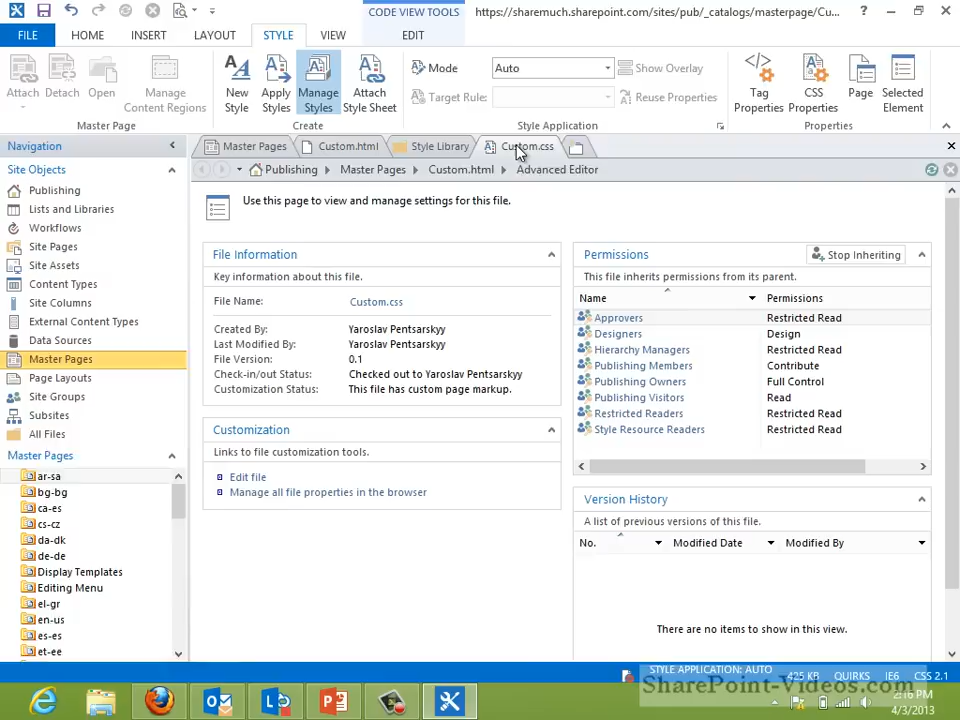 CODE VIEW TOOLS
https://sharemuch.sharepoint.com/sites/pub/_catalogs/masterpage/Cu...
FILE
HOME
INSERT
LAYOUT
STYLE
VIEW
EDIT
Attach
Detach
Open
Manage
Content Regions
Master Page
New
Style
Apply
Styles
Manage
Styles
Attach
Style Sheet
Create
Mode
Auto
Show Overlay
Target Rule:
Reuse Properties
Style Application
Tag
Properties
CSS
Properties
Page
Selected
Element
Properties
Navigation
Master Pages
Custom.html
Style Library
Custom.css
Publishing
Master Pages
Custom.html
Advanced Editor
Site Objects
Publishing
Lists and Libraries
Workflows
Site Pages
Site Assets
Content Types
Site Columns
External Content Types
Data Sources
Master Pages
Page Layouts
Site Groups
Subsites
All Files
Master Pages
ar-sa
bg-bg
ca-es
cs-cz
da-dk
de-de
Display Templates
Editing Menu
el-gr
en-us
es-es
et-ee
Use this page to view and manage settings for this file.
File Information
Key information about this file.
File Name: Custom.css
Created By: Yaroslav Pentsarskyy
Last Modified By: Yaroslav Pentsarskyy
File Version: 0.1
Check-in/out Status: Checked out to Yaroslav Pentsarskyy
Customization Status: This file has custom page markup.
Customization
Links to file customization tools.
Edit file
Manage all file properties in the browser
Permissions
Stop Inheriting
This file inherits permissions from its parent.
Name Permissions
Approvers Restricted Read
Designers Design
Hierarchy Managers Restricted Read
Publishing Members Contribute
Publishing Owners Full Control
Publishing Visitors Read
Restricted Readers Restricted Read
Style Resource Readers Restricted Read
Version History
A list of previous versions of this file.
No. Modified Date Modified By
There are no items to show in this view.
STYLE APPLICATION: AUTO
425 KB QUIRKS IE6 CSS 2.1
SharePoint-Videos.com
2:16 PM
4/3/2013